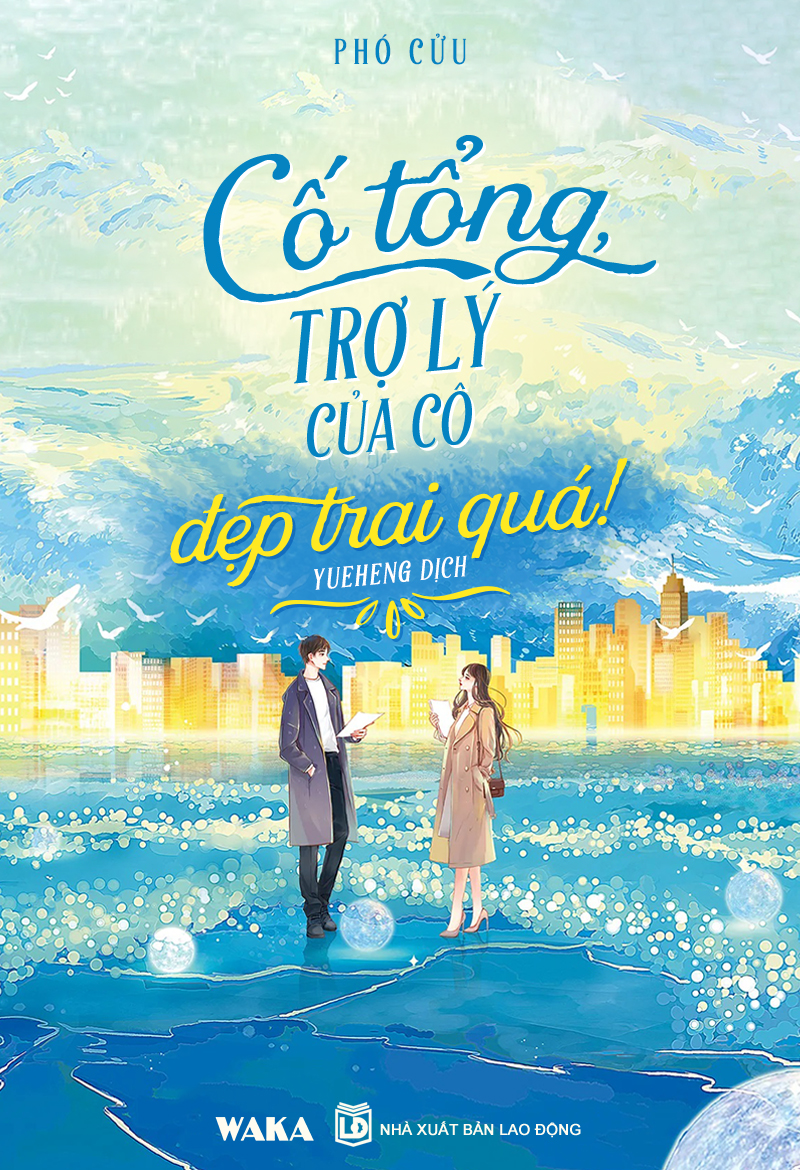 PHÓ CỬU
Cố tổng,
TRỢ LÝ
CỦA CÔ
đẹp trai quá!
YUEHENG DỊCH
WAKA LĐ NHÀ XUẤT BẢN LAO ĐỘNG